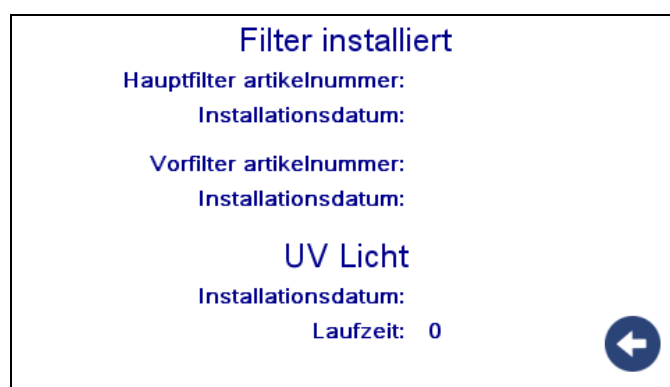 Filter installiert
Hauptfilter artikelnummer:
Installationsdatum:
Vorfilter artikelnummer:
Installationsdatum:
UV Licht
Installationsdatum:
Laufzeit: 0